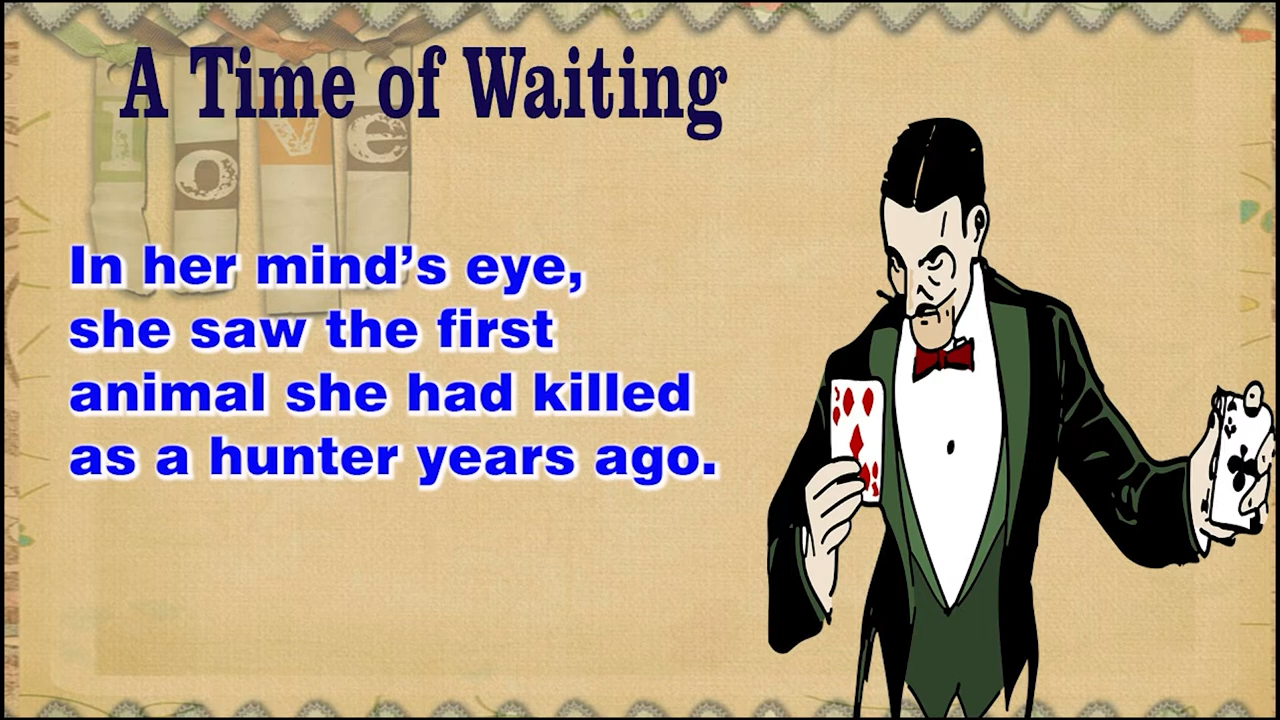 A Time of Waiting
love
In her mind’s eye,
she saw the first
animal she had killed
as a hunter years ago.